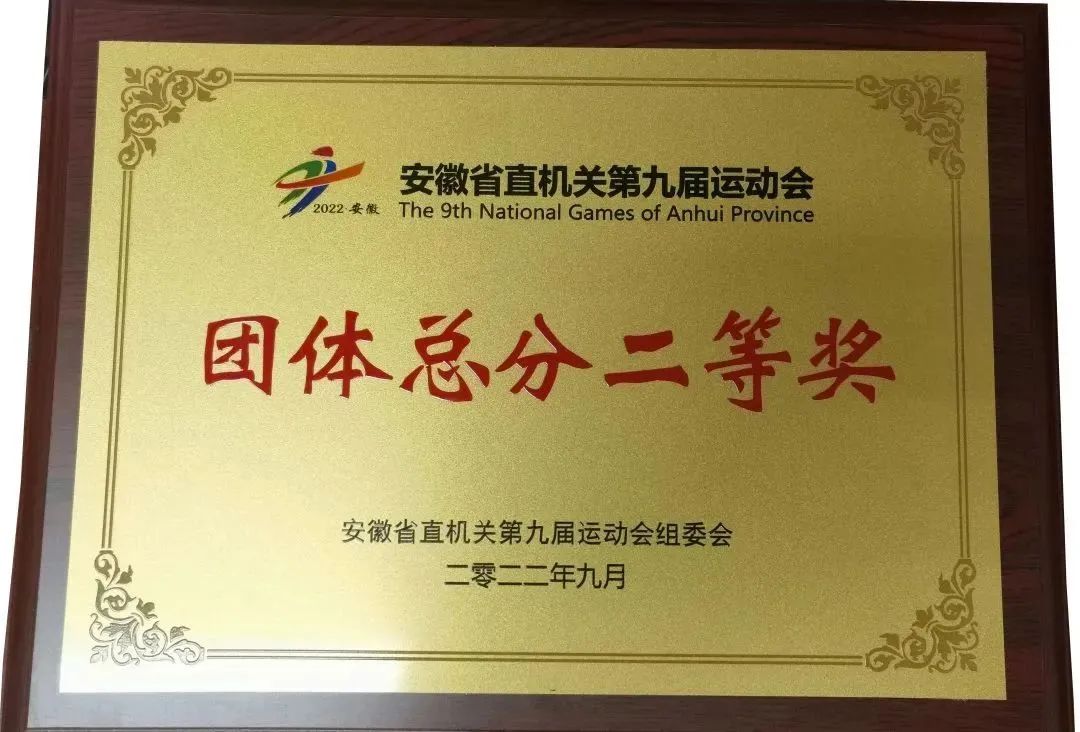 安徽省直机关第九届运动会
The 9th National Games of Anhui Province
2022·安徽
团体总分二等奖
安徽省直机关第九届运动会组委会
二零二二年九月